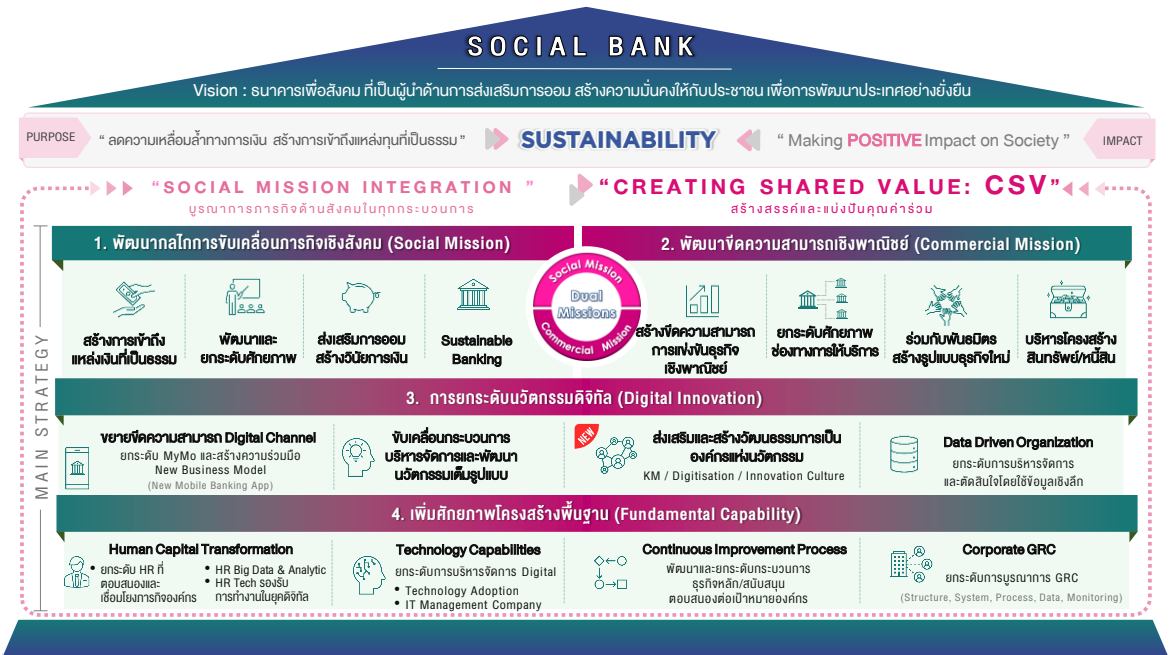 SOCIAL BANK
Vision : ธนาคารเพื่อสังคม ที่เป็นผู้นำด้านการส่งเสริมการออม สร้างความมั่นคงให้กับประชาชน เพื่อการพัฒนาประเทศอย่างยั่งยืน
PURPOSE
“ ลดความเหลื่อมล้ำทางการเงิน สร้างการเข้าถึงแหล่งทุนที่เป็นธรรม ”
SUSTAINABILITY
“ Making POSITIVE Impact on Society ”
IMPACT
“SOCIAL MISSION INTEGRATION ”
บูรณาการภารกิจด้านสังคมในทุกกระบวนการ
“CREATING SHARED VALUE: CSV”
สร้างสรรค์และแบ่งปันคุณค่าร่วม
MAIN STRATEGY
1. พัฒนากลไกการขับเคลื่อนภารกิจเชิงสังคม (Social Mission)
2. พัฒนาขีดความสามารถเชิงพาณิชย์ (Commercial Mission)
Social Mission
Dual
Missions
Commercial Mission
สร้างการเข้าถึง
แหล่งเงินที่เป็นธรรม
พัฒนาและ
ยกระดับศักยภาพ
ส่งเสริมการออม
สร้างวินัยการเงิน
Sustainable
Banking
สร้างขีดความสามารถ
การแข่งขันธุรกิจ
เชิงพาณิชย์
ยกระดับศักยภาพ
ช่องทางการให้บริการ
ร่วมกับพันธมิตร
สร้างรูปแบบธุรกิจใหม่
บริหารโครงสร้าง
สินทรัพย์/หนี้สิน
3. การยกระดับนวัตกรรมดิจิทัล (Digital Innovation)
ขยายขีดความสามารถ Digital Channel
ยกระดับ MyMo และสร้างความร่วมมือ
New Business Model
(New Mobile Banking App)
ขับเคลื่อนกระบวนการ
บริหารจัดการและพัฒนา
นวัตกรรมเต็มรูปแบบ
NEW
ส่งเสริมและสร้างวัฒนธรรมการเป็น
องค์กรแห่งนวัตกรรม
KM / Digitisation / Innovation Culture
Data Driven Organization
ยกระดับการบริหารจัดการ
และตัดสินใจโดยใช้ข้อมูลเชิงลึก
4. เพิ่มศักยภาพโครงสร้างพื้นฐาน (Fundamental Capability)
Human Capital Transformation
• ยกระดับ HR ที่
ตอบสนองและ
เชื่อมโยงภารกิจองค์กร
• HR Big Data & Analytic
• HR Tech รองรับ
การทำงานในยุคดิจิทัล
Technology Capabilities
ยกระดับการบริหารจัดการ Digital
• Technology Adoption
• IT Management Company
Continuous Improvement Process
พัฒนาและยกระดับกระบวนการ
ธุรกิจหลัก/สนับสนุน
ตอบสนองต่อเป้าหมายองค์กร
Corporate GRC
ยกระดับการบูรณาการ GRC
(Structure, System, Process, Data, Monitoring)